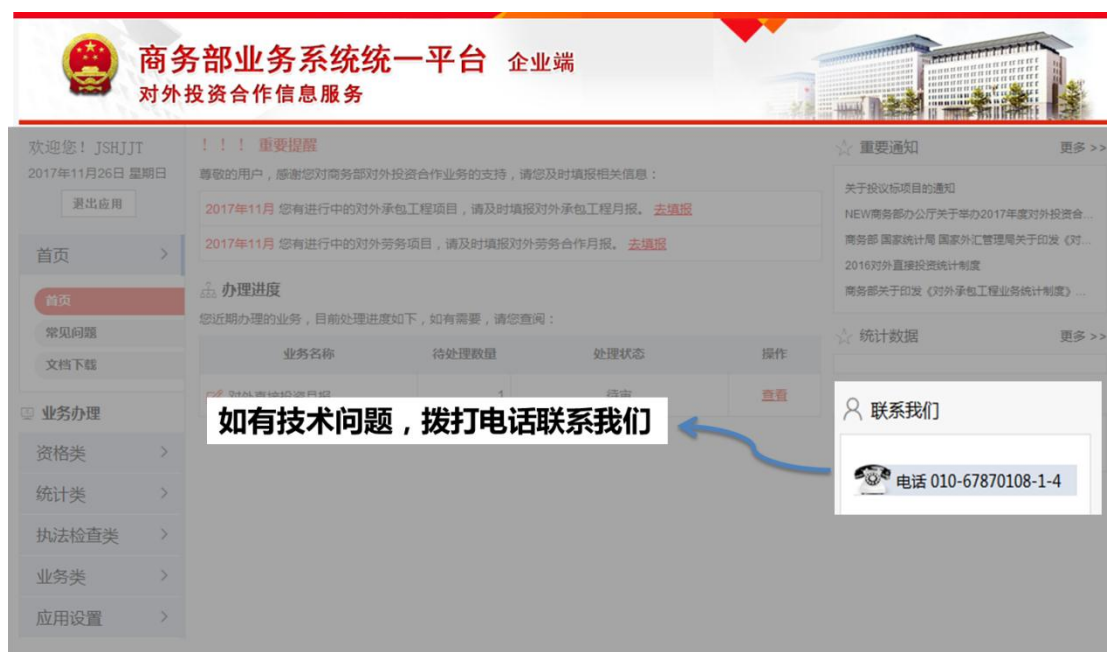 商务部业务系统统一平台 企业端
对外投资合作信息服务
欢迎您! JSHJJT
2017年11月26日 星期日
退出应用
首页
首页
常见问题
文档下载
业务办理
资格类
统计类
执法检查类
业务类
应用设置
！！！ 重要提醒
尊敬的用户，感谢您对商务部对外投资合作业务的支持，请您及时填报相关信息：
2017年11月 您有进行中的对外承包工程项目，请及时填报对外承包工程月报。 去填报
2017年11月 您有进行中的对外劳务项目，请及时填报对外劳务合作月报。 去填报
办理进度
您近期办理的业务，目前处理进度如下，如有需要，请您查阅：
业务名称 待处理数量 处理状态 操作
对外直接投资月报 1 待审 查看
如有技术问题，拨打电话联系我们
重要通知 更多 >>
关于投议标项目的通知
NEW商务部办公厅关于举办2017年度对外投资合...
商务部 国家统计局 国家外汇管理局关于印发《对...
2016对外直接投资统计制度
商务部关于印发《对外承包工程业务统计制度》...
统计数据 更多 >>
联系我们
电话 010-67870108-1-4